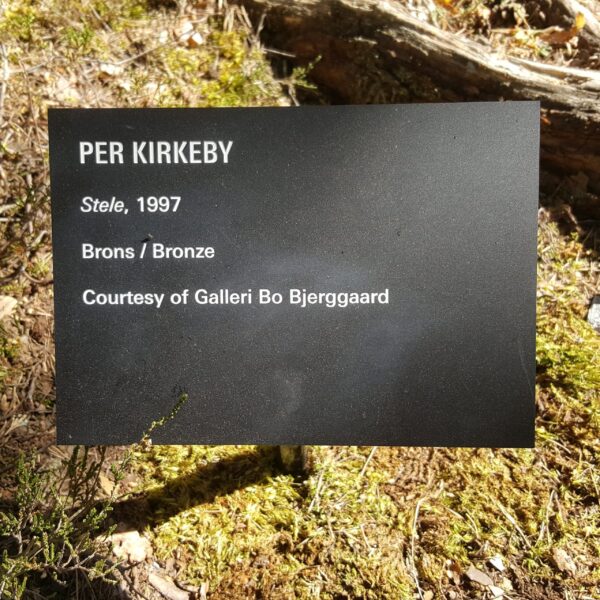 PER KIRKEBY
Stele, 1997
Brons / Bronze
Courtesy of Galleri Bo Bjerggaard